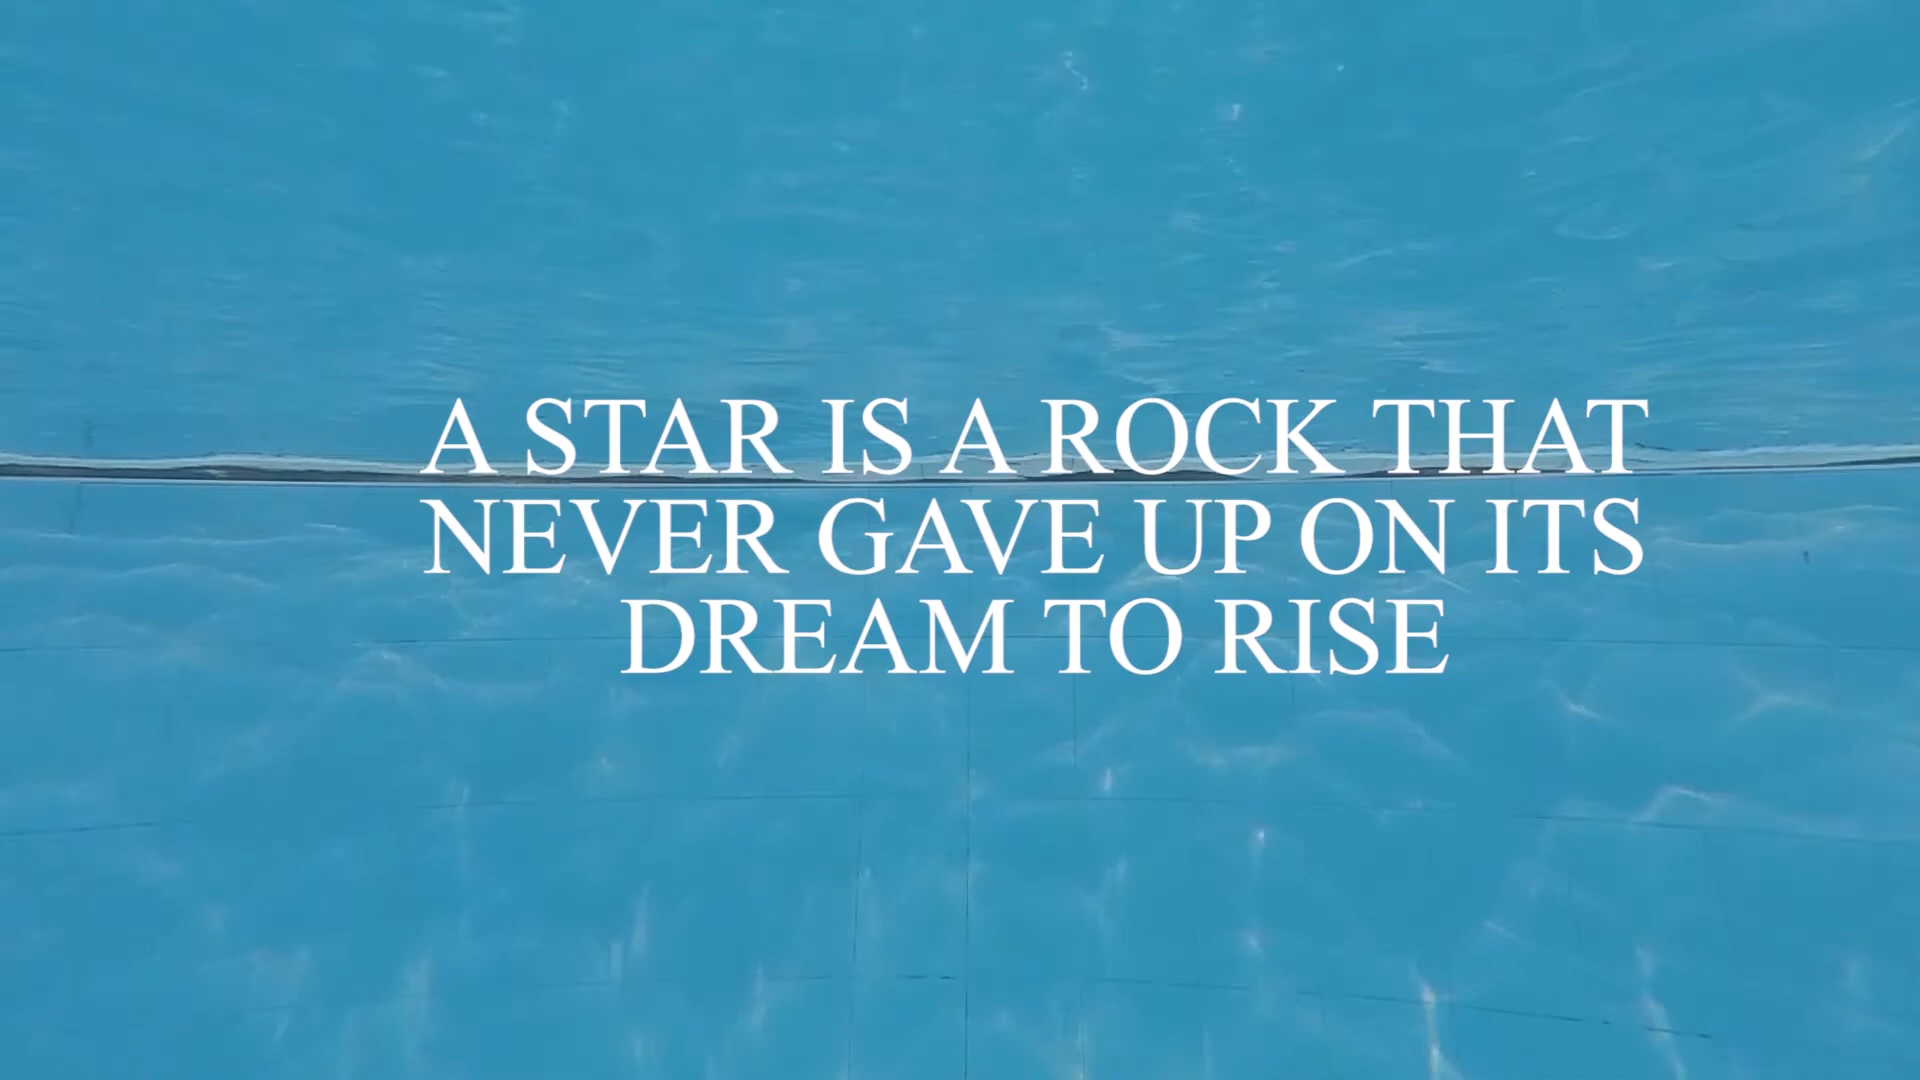 A STAR IS A ROCK THAT
NEVER GAVE UP ON ITS
DREAM TO RISE